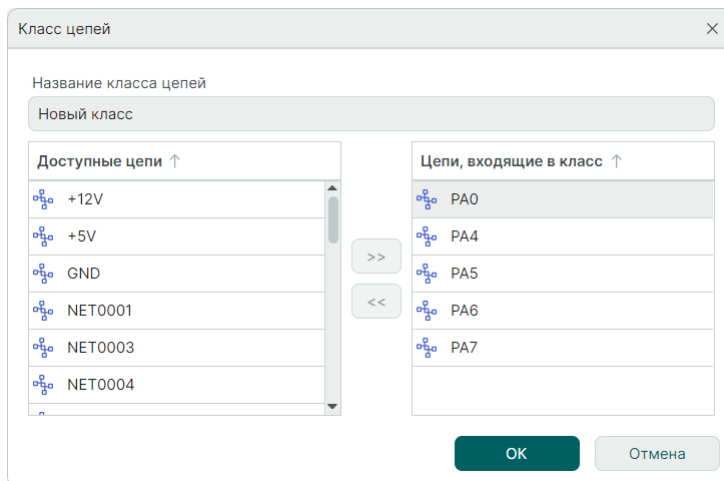 Класс цепей
Название класса цепей
Новый класс
Доступные цепи ↑
+12V
+5V
GND
NET0001
NET0003
NET0004
>>
<<
Цепи, входящие в класс ↑
PA0
PA4
PA5
PA6
PA7
OK
Отмена